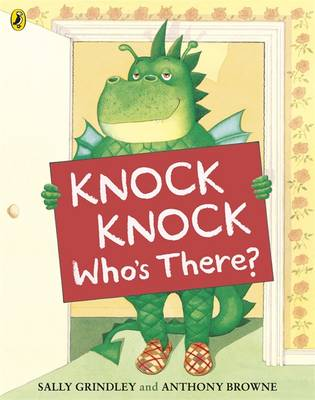 KNOCK
KNOCK
WHO'S THERE?
SALLY GRINDLEY and ANTHONY BROWNE